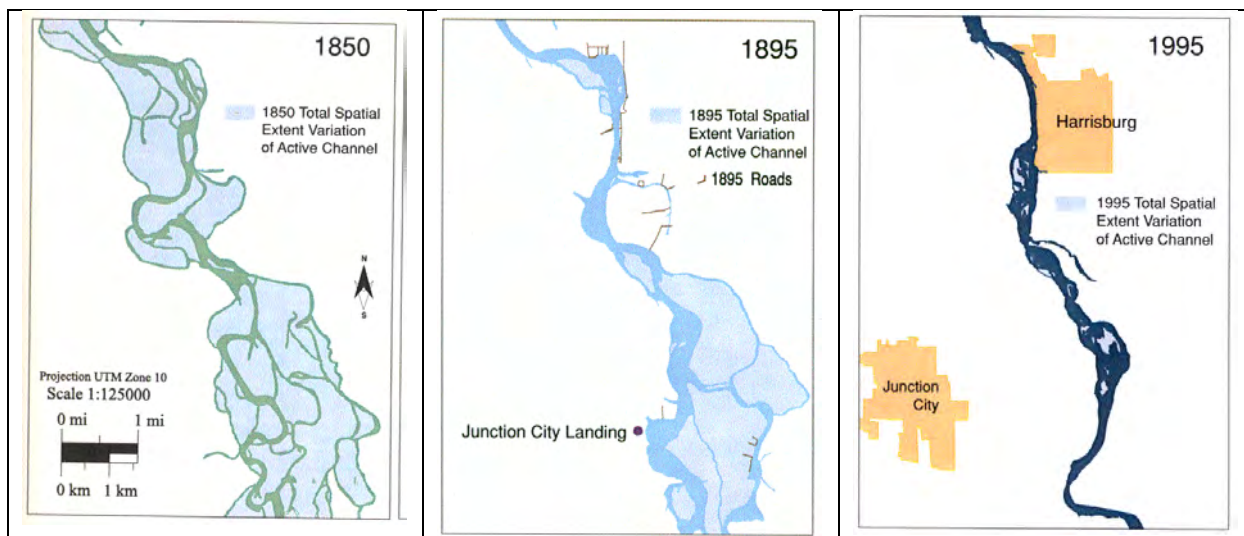 1850
1850 Total Spatial
Extent Variation
of Active Channel
N
S
Projection UTM Zone 10
Scale 1:125000
0 mi 1 mi
0 km 1 km
1895
1895 Total Spatial
Extent Variation
of Active Channel
1895 Roads
Junction City Landing
1995
Harrisburg
1995 Total Spatial
Extent Variation
of Active Channel
Junction
City